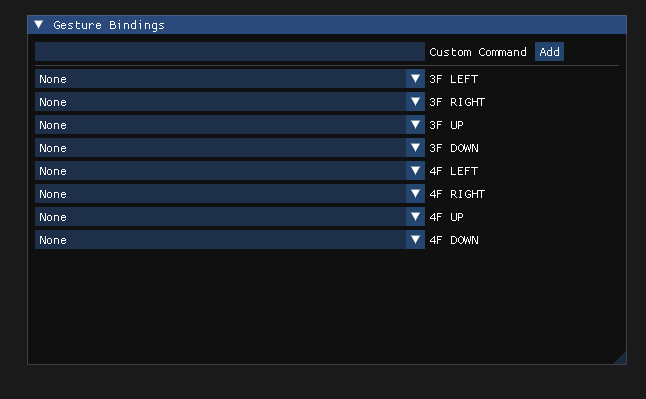 Gesture Bindings
Custom Command Add
None 3F LEFT
None 3F RIGHT
None 3F UP
None 3F DOWN
None 4F LEFT
None 4F RIGHT
None 4F UP
None 4F DOWN